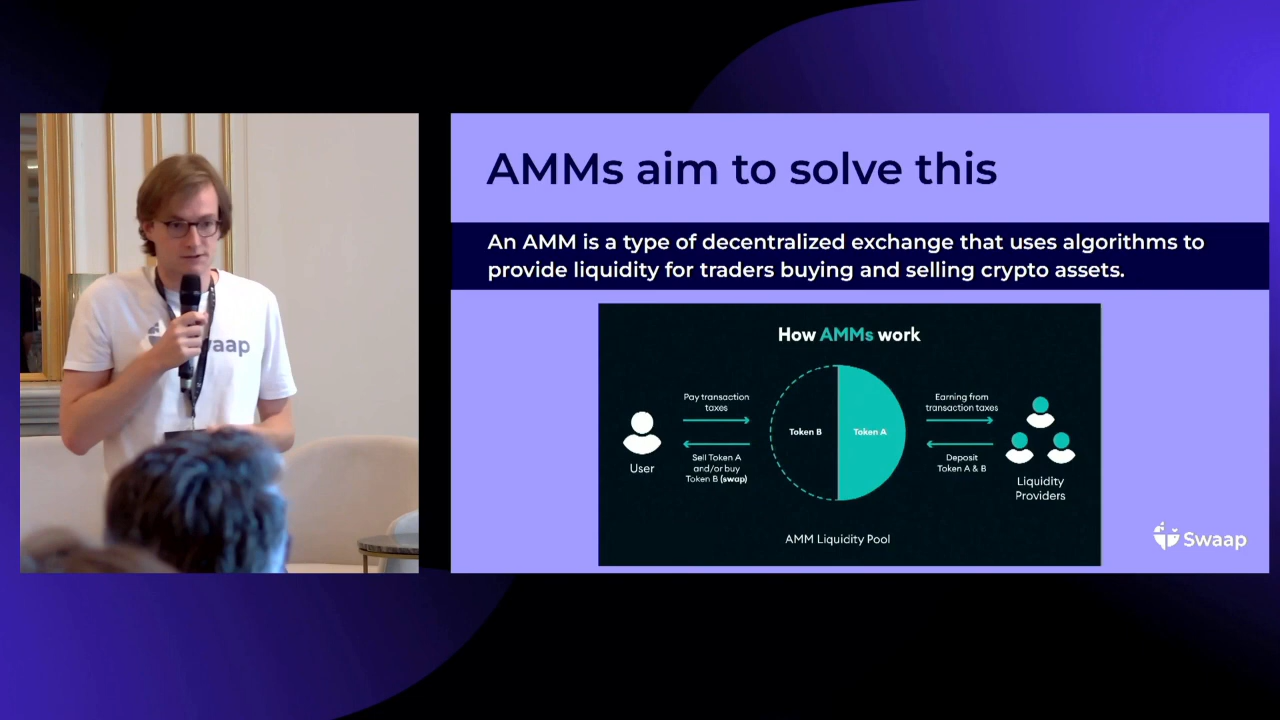 AMMs aim to solve this
An AMM is a type of decentralized exchange that uses algorithms to
provide liquidity for traders buying and selling crypto assets.
How AMMs work
Pay transaction
taxes
Sell Token A
and/or buy
Token B (swap)
User
Token B
Token A
AMM Liquidity Pool
Earning from
transaction taxes
Deposit
Token A & B
Liquidity
Providers
Swaap